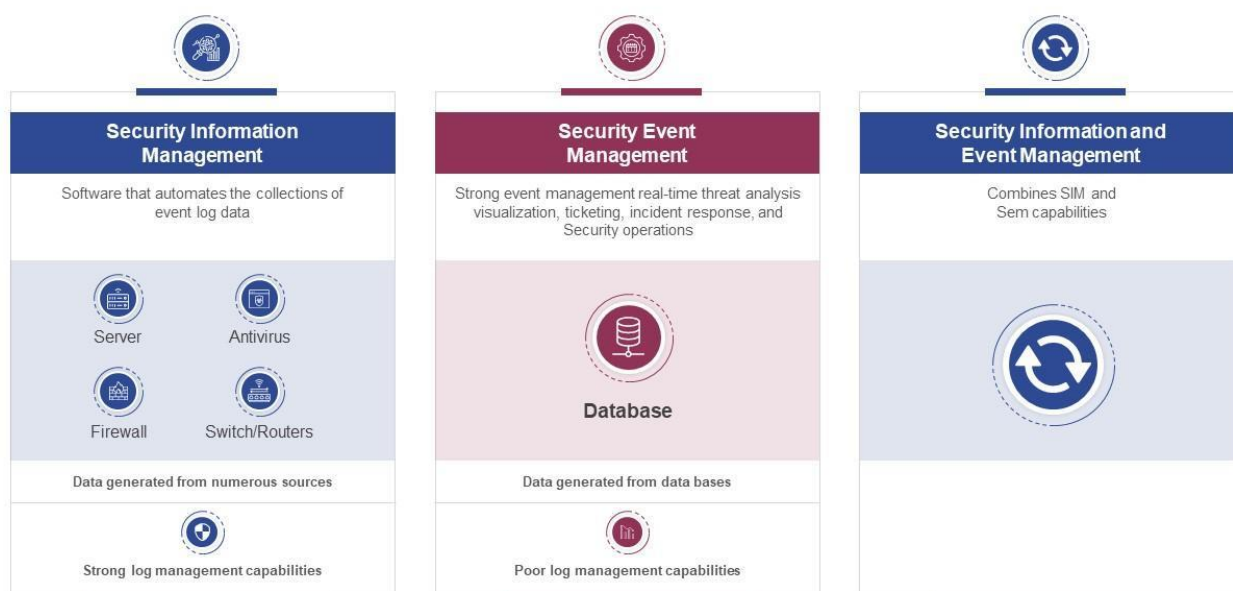 Security Information
Management
Software that automates the collections of
event log data
Server
Antivirus
Firewall
Switch/Routers
Data generated from numerous sources
Strong log management capabilities
Security Event
Management
Strong event management real-time threat analysis
visualization, ticketing, incident response, and
Security operations
Database
Data generated from data bases
Poor log management capabilities
Security Information and
Event Management
Combines SIM and
Sem capabilities